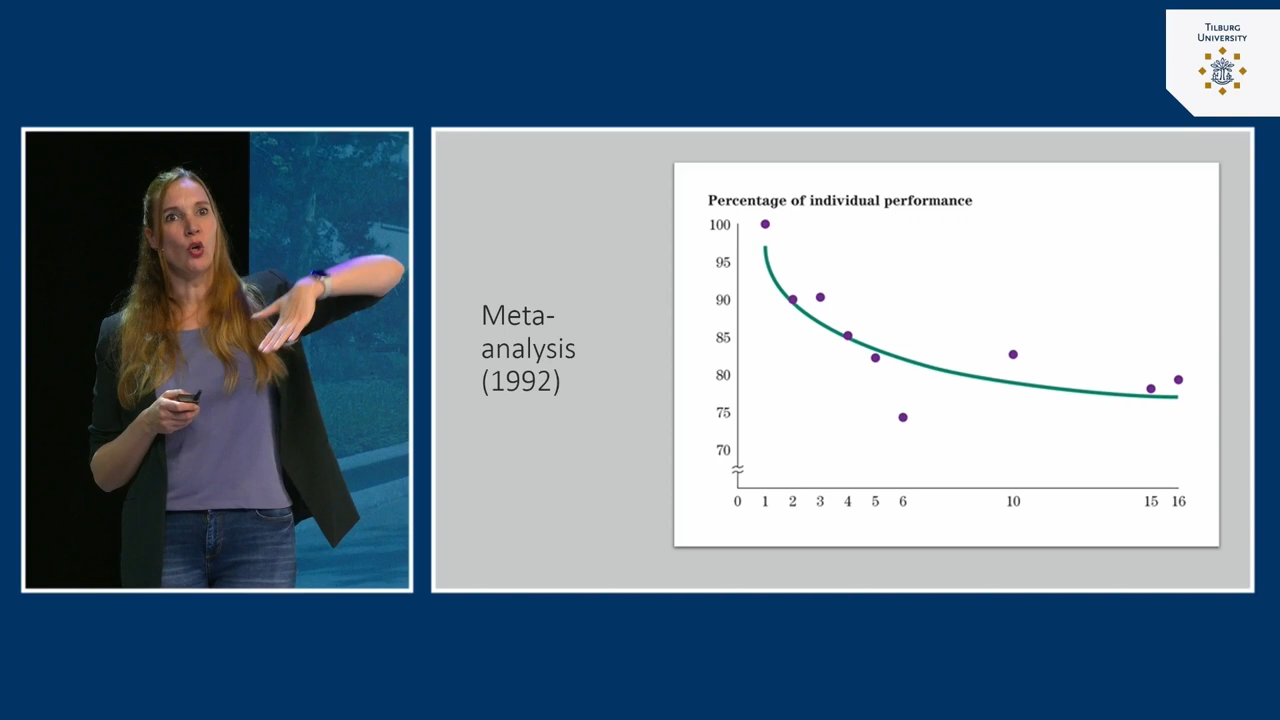 TILBURG
UNIVERSITY
Meta-
analysis
(1992)
Percentage of individual performance
100
95
90
85
80
75
70
0 1 2 3 4 5 6 10 15 16